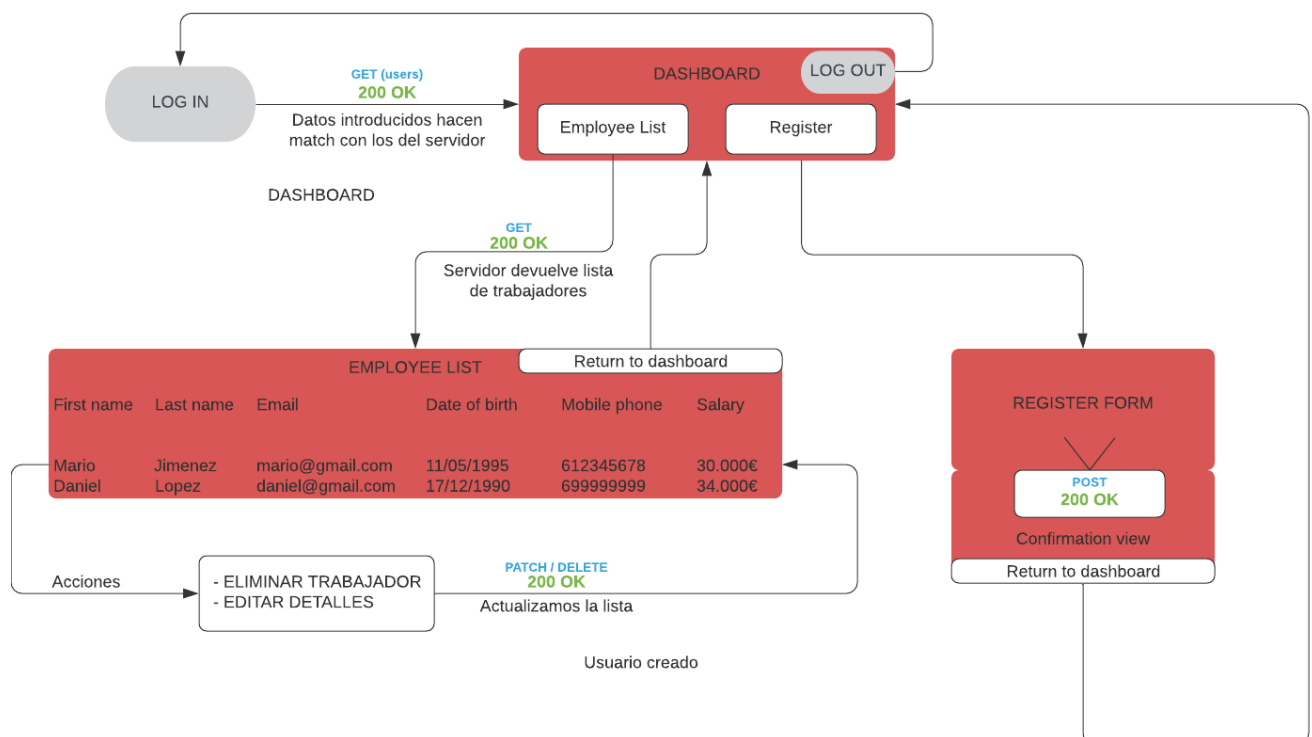 LOG IN
GET (users)
200 OK
Datos introducidos hacen
match con los del servidor
DASHBOARD
LOG OUT
Employee List
Register
DASHBOARD
GET
200 OK
Servidor devuelve lista
de trabajadores
EMPLOYEE LIST
Return to dashboard
First name Last name Email Date of birth Mobile phone Salary
Mario Jimenez mario@gmail.com 11/05/1995 612345678 30.000€
Daniel Lopez daniel@gmail.com 17/12/1990 699999999 34.000€
REGISTER FORM
POST
200 OK
Confirmation view
Return to dashboard
Acciones
- ELIMINAR TRABAJADOR
- EDITAR DETALLES
PATCH / DELETE
200 OK
Actualizamos la lista
Usuario creado